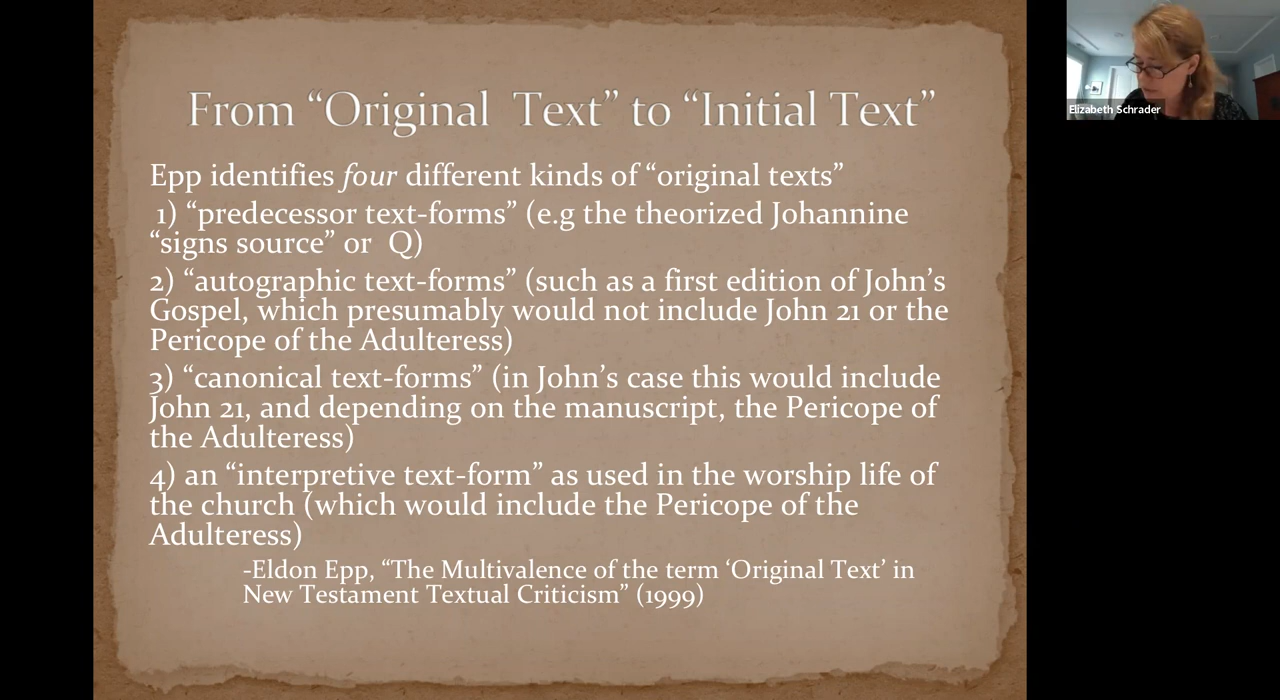 From “Original Text” to “Initial Text”
Epp identifies four different kinds of “original texts”
1) “predecessor text-forms” (e.g the theorized Johannine
“signs source” or Q)
2) “autographic text-forms” (such as a first edition of John’s
Gospel, which presumably would not include John 21 or the
Pericope of the Adulteress)
3) “canonical text-forms” (in John’s case this would include
John 21, and depending on the manuscript, the Pericope of
the Adulteress)
4) an “interpretive text-form” as used in the worship life of
the church (which would include the Pericope of the
Adulteress)
-Eldon Epp, “The Multivalence of the term ‘Original Text’ in
New Testament Textual Criticism” (1999)
Elizabeth Schrader